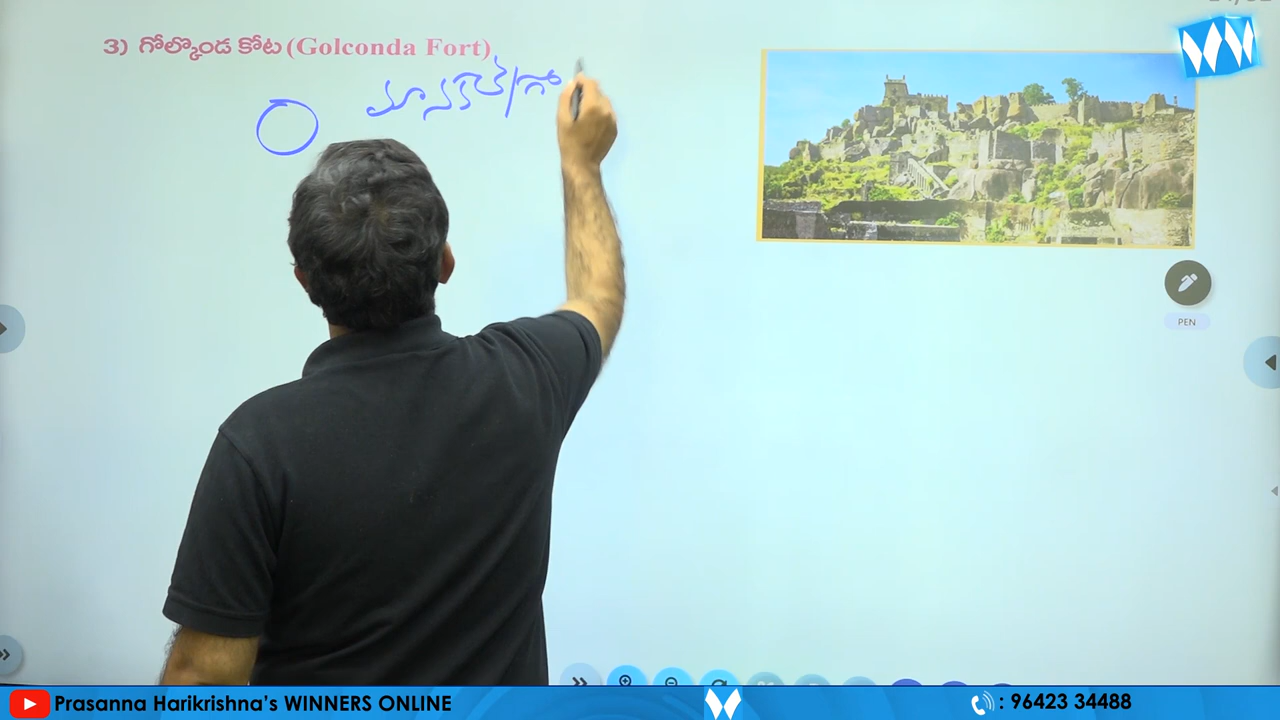 3) గోల్కొండ కోట (Golconda Fort)
PEN
Prasanna Harikrishna's WINNERS ONLINE
: 96423 34488